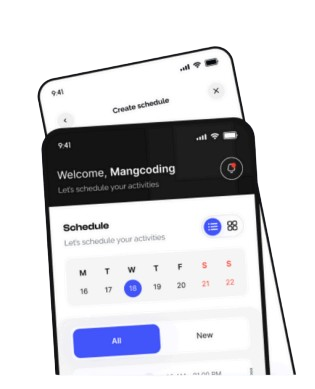 9:41
Create schedule
9:41
Welcome, Mangcoding
Let's schedule your activities
Schedule
Let's schedule your activities
M T W T F S S
16 17 18 19 20 21 22
All New